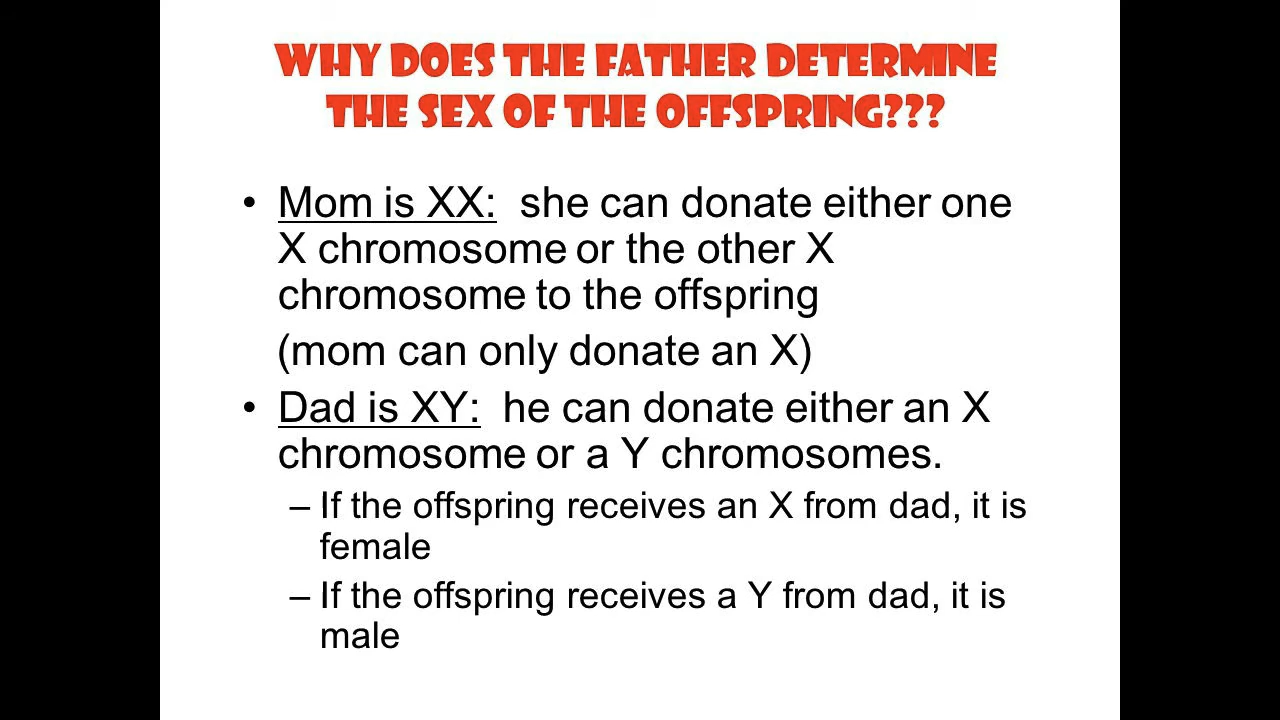 WHY DOES THE FATHER DETERMINE
THE SEX OF THE OFFSPRING???
• Mom is XX: she can donate either one
X chromosome or the other X
chromosome to the offspring
(mom can only donate an X)
• Dad is XY: he can donate either an X
chromosome or a Y chromosomes.
– If the offspring receives an X from dad, it is
female
– If the offspring receives a Y from dad, it is
male